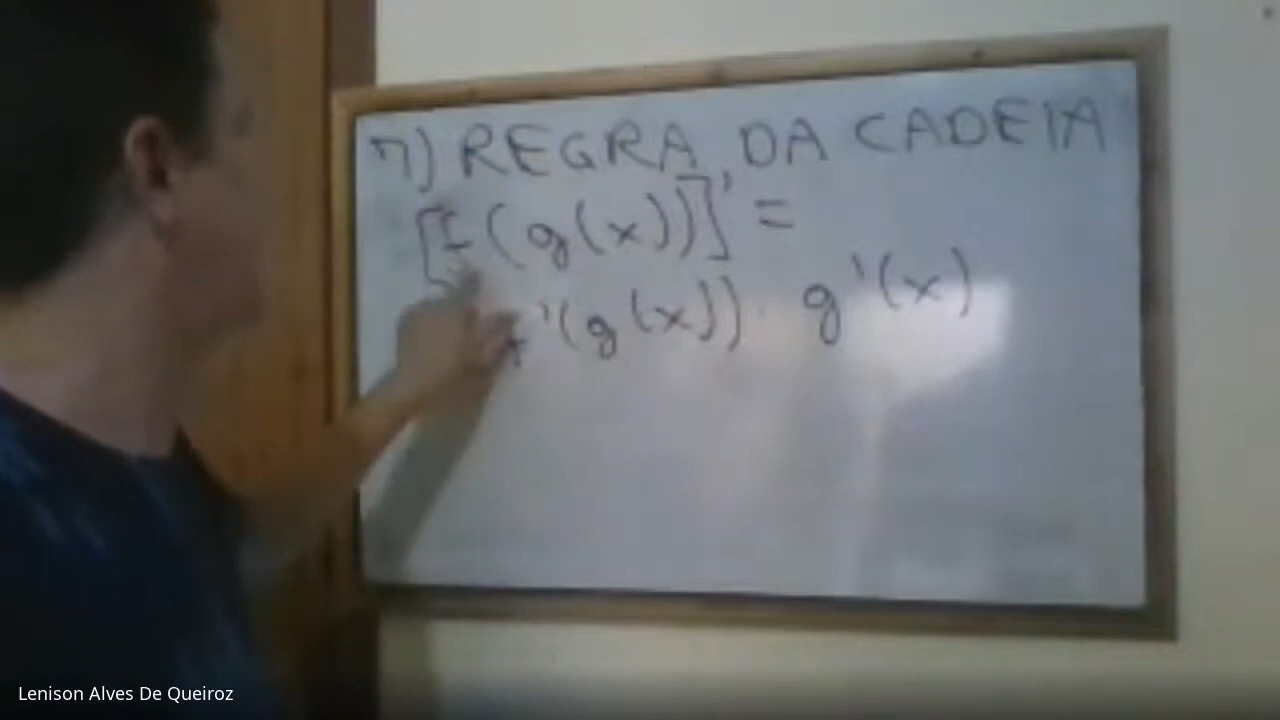 7) REGRA DA CADEIA
[f(g(x))]' =
f'(g(x)) · g'(x)
Lenison Alves De Queiroz